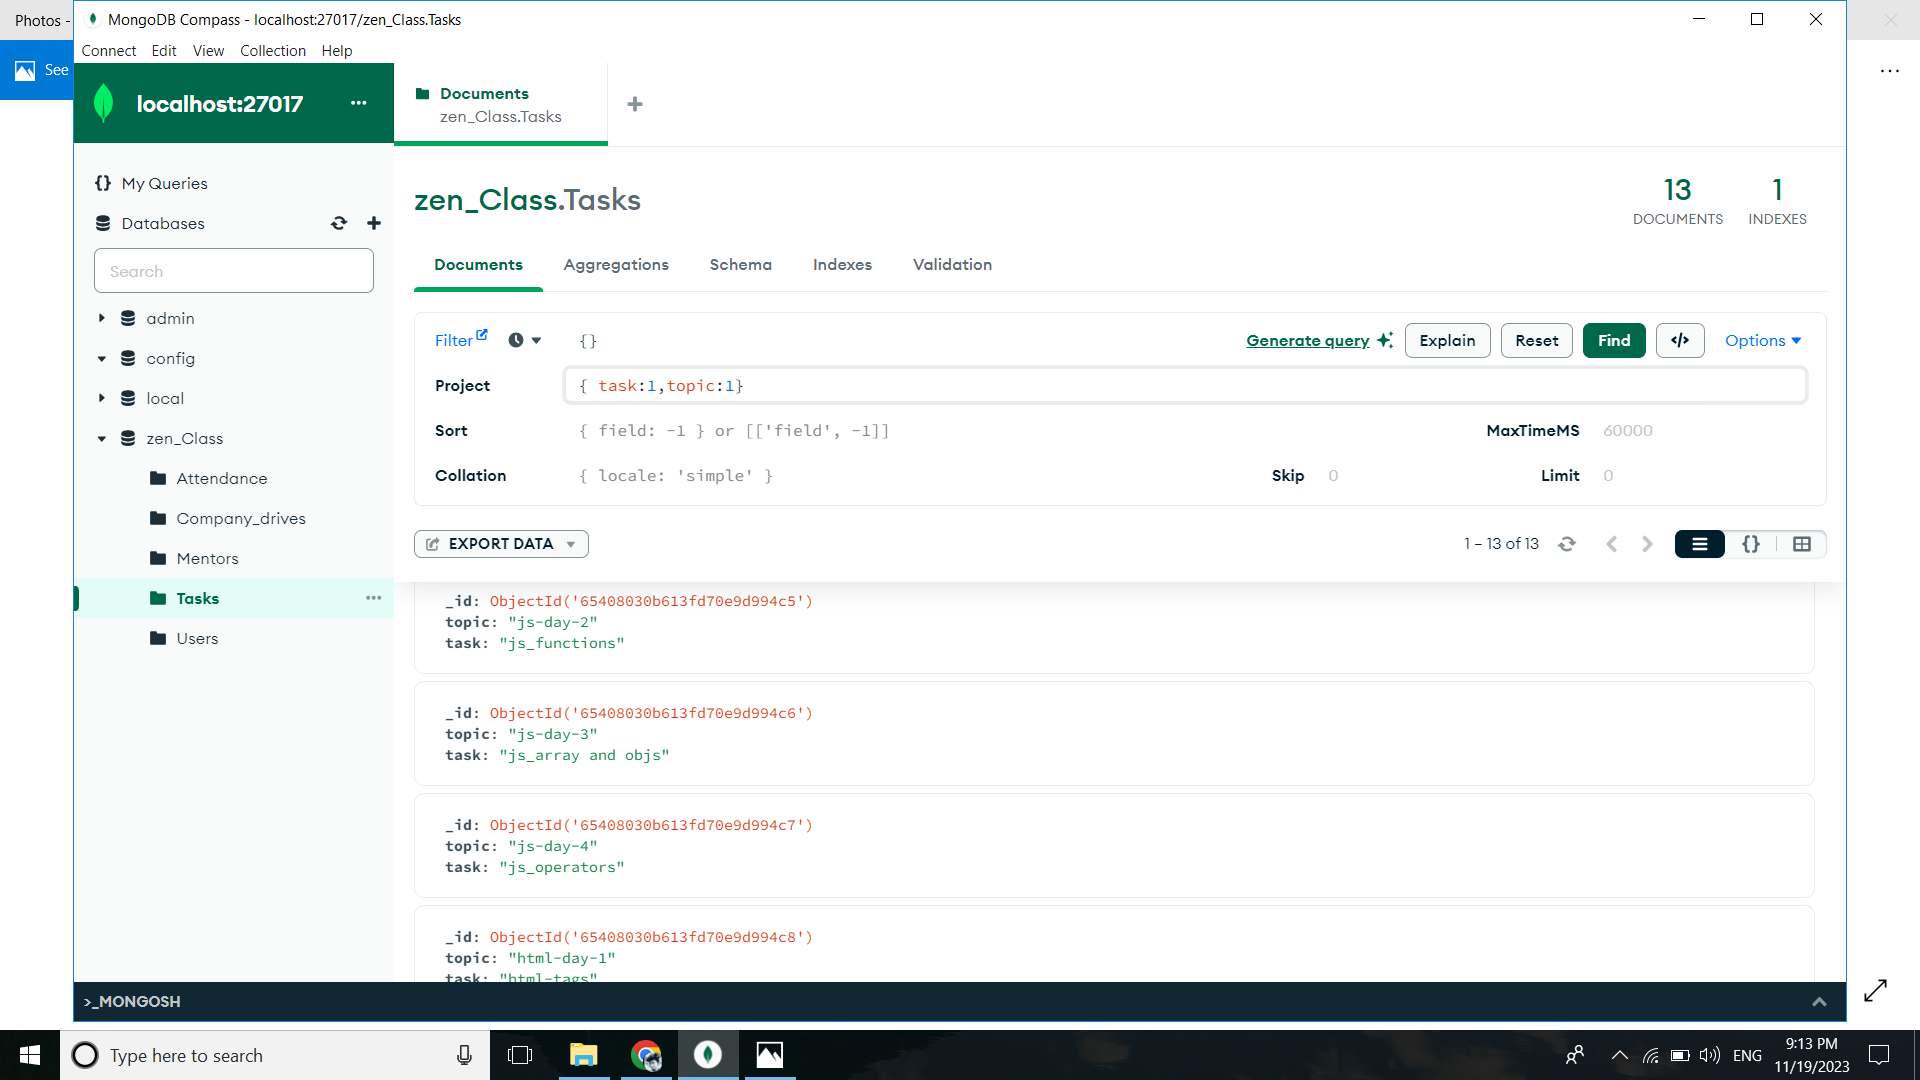 Photos -
MongoDB Compass - localhost:27017/zen_Class.Tasks
Connect Edit View Collection Help
See
localhost:27017
Documents
zen_Class.Tasks
My Queries
Databases
Search
admin
config
local
zen_Class
Attendance
Company_drives
Mentors
Tasks
Users
zen_Class.Tasks
13
DOCUMENTS
1
INDEXES
Documents Aggregations Schema Indexes Validation
Filter {} Generate query Explain Reset Find </> Options
Project { task:1,topic:1}
Sort { field: -1 } or [['field', -1]] MaxTimeMS 60000
Collation { locale: 'simple' } Skip 0 Limit 0
EXPORT DATA 1 – 13 of 13 {}
_id: ObjectId('65408030b613fd70e9d994c5')
topic: "js-day-2"
task: "js_functions"
_id: ObjectId('65408030b613fd70e9d994c6')
topic: "js-day-3"
task: "js_array and objs"
_id: ObjectId('65408030b613fd70e9d994c7')
topic: "js-day-4"
task: "js_operators"
_id: ObjectId('65408030b613fd70e9d994c8')
topic: "html-day-1"
task: "html-tags"
>_MONGOSH
Type here to search
ENG
9:13 PM
11/19/2023